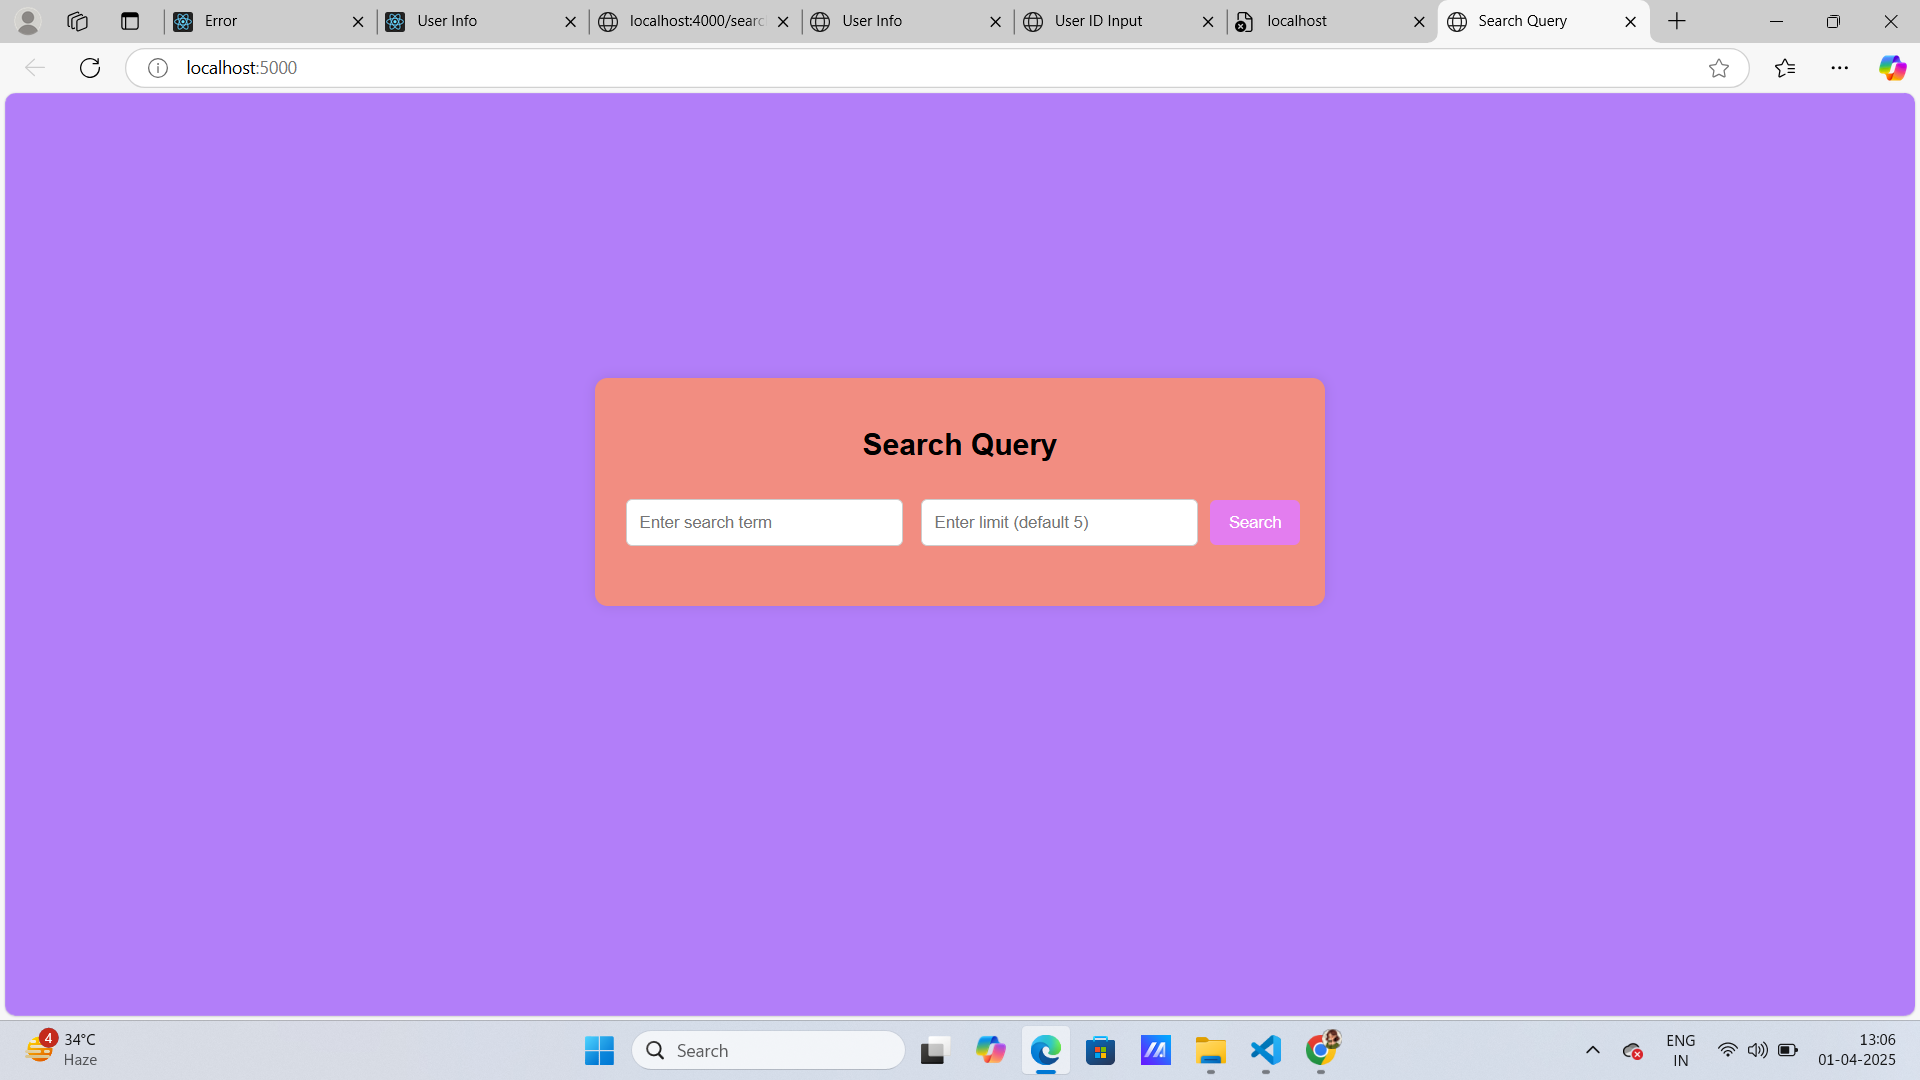 Error
User Info
localhost:4000/searc
User Info
User ID Input
localhost
Search Query
localhost:5000
Search Query
Enter search term
Enter limit (default 5)
Search
4
34°C
Haze
Search
ENG
IN
13:06
01-04-2025